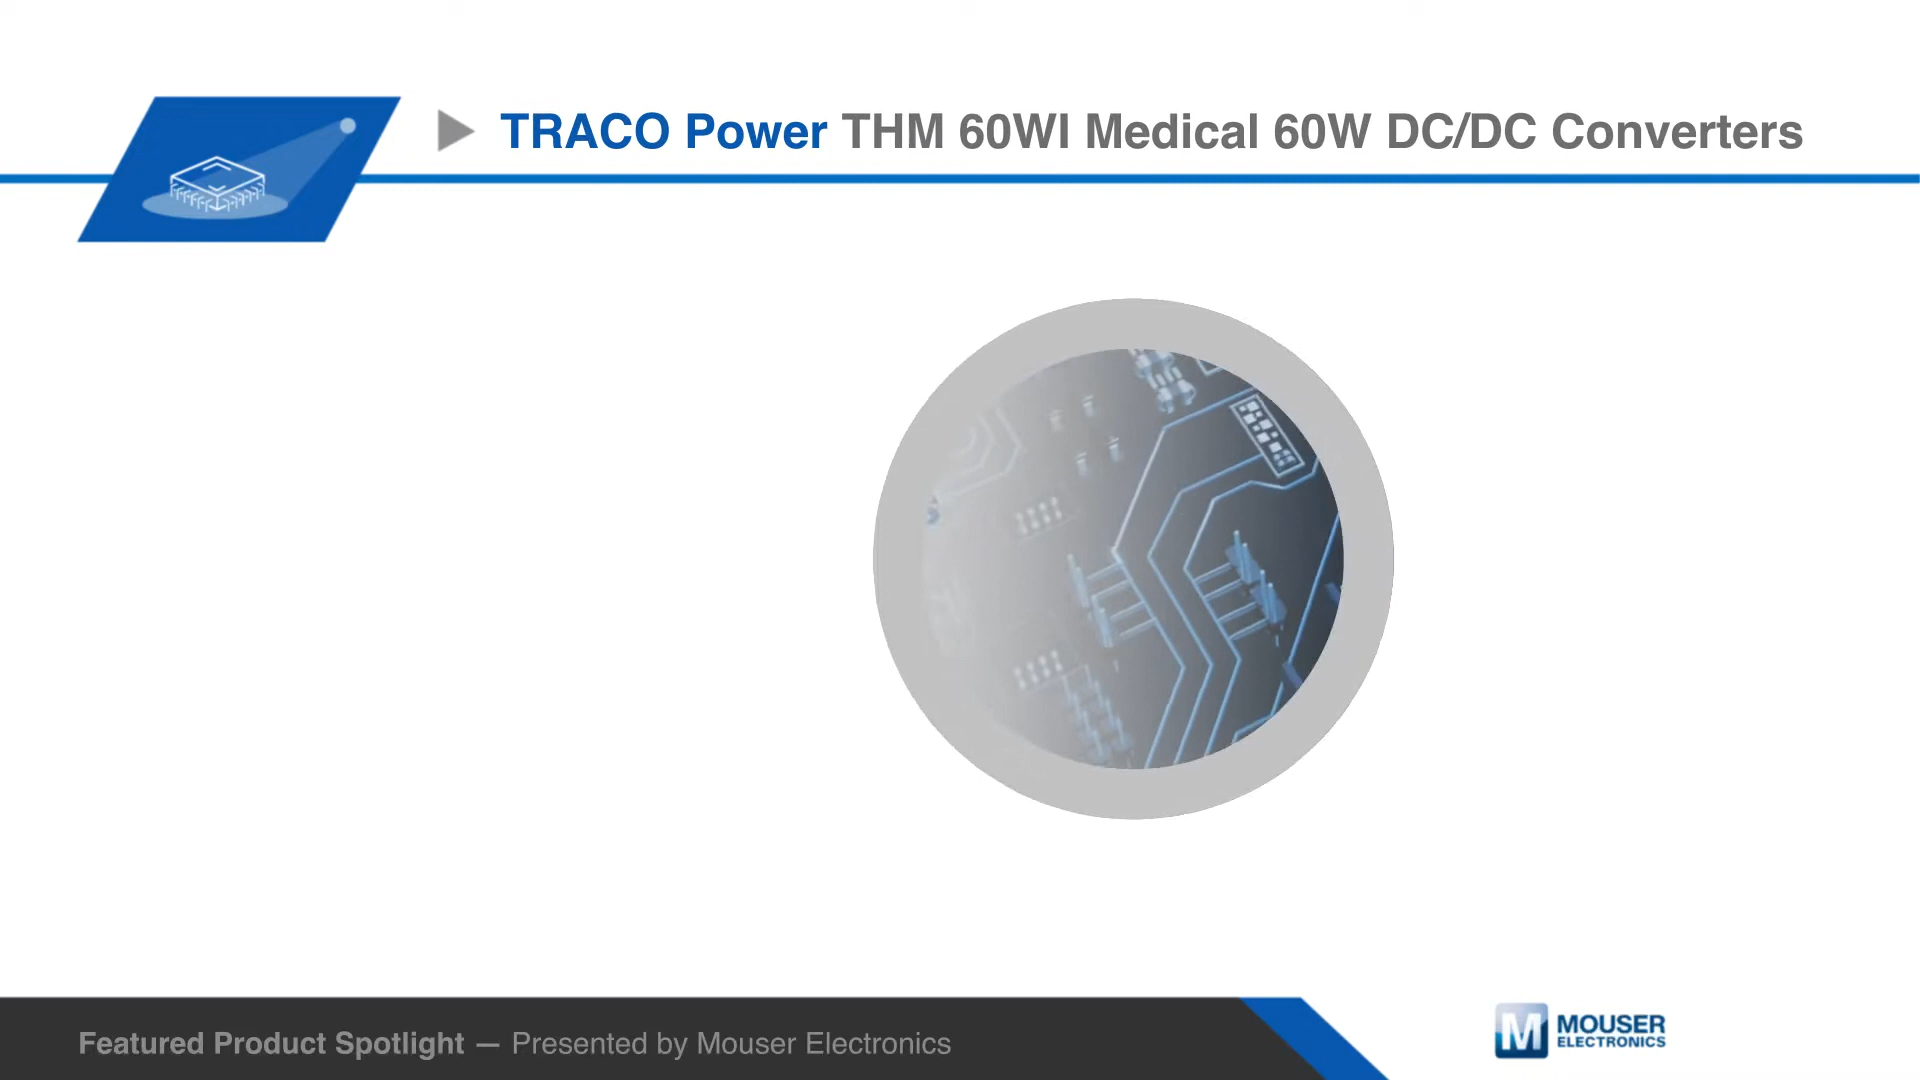 TRACO Power THM 60WI Medical 60W DC/DC Converters
Featured Product Spotlight — Presented by Mouser Electronics
M MOUSER
ELECTRONICS